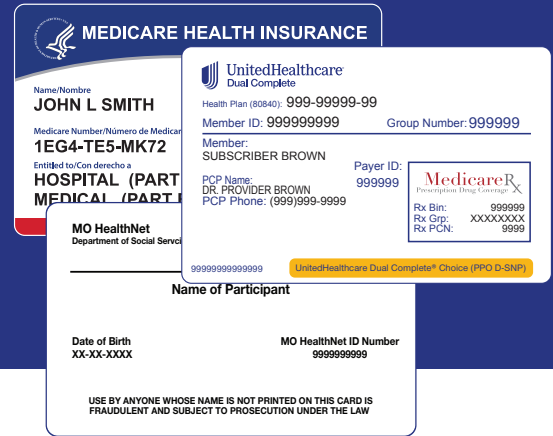 MEDICARE HEALTH INSURANCE
Name/Nombre
JOHN L SMITH
Medicare Number/Número de Medicar
1EG4-TE5-MK72
Entitled to/Con derecho a
HOSPITAL (PART
MEDICAL (PART
UnitedHealthcare®
Dual Complete
Health Plan (80840): 999-99999-99
Member ID: 999999999 Group Number: 999999
Member:
SUBSCRIBER BROWN
Payer ID:
999999
PCP Name:
DR. PROVIDER BROWN
PCP Phone: (999)999-9999
MedicareRx
Prescription Drug Coverage
Rx Bin: 999999
Rx Grp: XXXXXXXX
Rx PCN: 9999
99999999999999 UnitedHealthcare Dual Complete® Choice (PPO D-SNP)
MO HealthNet
Department of Social Servci
Name of Participant
Date of Birth MO HealthNet ID Number
XX-XX-XXXX 9999999999
USE BY ANYONE WHOSE NAME IS NOT PRINTED ON THIS CARD IS
FRAUDULENT AND SUBJECT TO PROSECUTION UNDER THE LAW